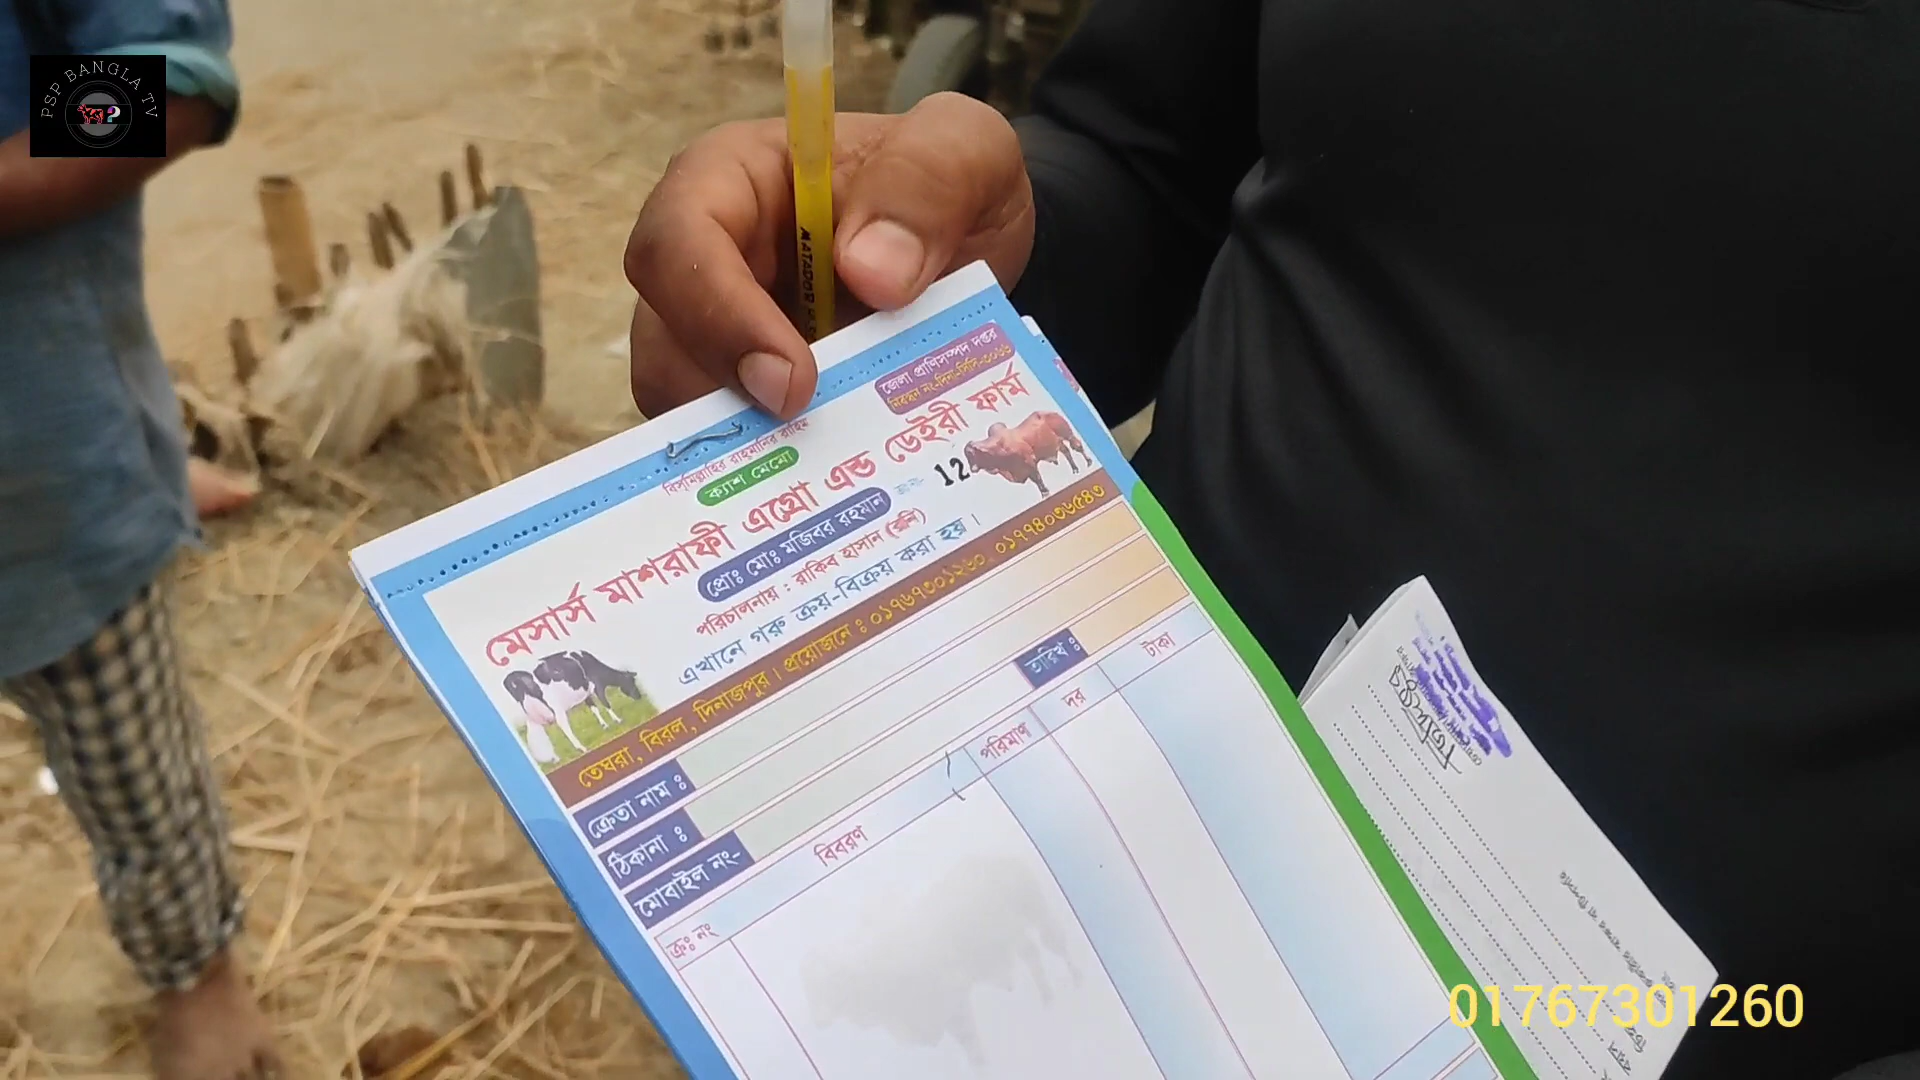 PSP BANGLA TV
MATADOR
জেলা প্রাণিসম্পদ দপ্তর
বিসমিল্লাহির রাহমানির রাহিম
ক্যাশ মেমো
মেসার্স মাশরাফী এগ্রো এন্ড ডেইরী ফার্ম
প্রোঃ মোঃ মজিবর রহমান
12
পরিচালনায় : রাকিব হাসান (রনি)
এখানে গরু ক্রয়-বিক্রয় করা হয়।
তেঘরা, বিরল, দিনাজপুর। প্রয়োজনে : ০১৭৬৭৩০১২৬০, ০১৭৭৪০৩৬৫৪৩
ক্রেতা নাম :
ঠিকানা :
মোবাইল নং-
তারিখ :
ক্রঃ নং
বিবরণ
পরিমাণ
দর
টাকা
01767301260